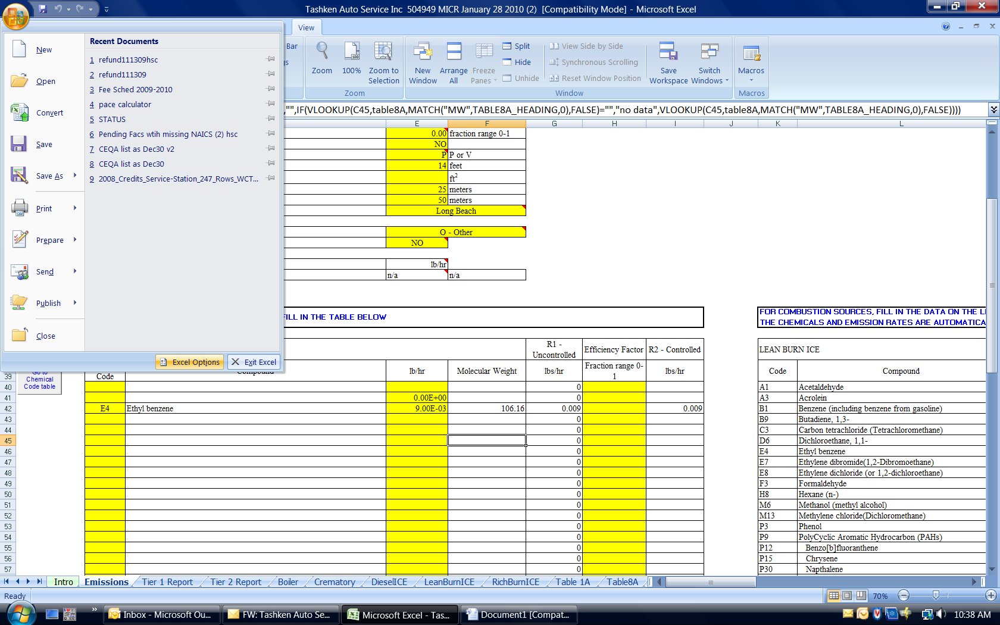 Tashken Auto Service Inc  504949 MICR January 28 2010 (2)  [Compatibility Mode] - Microsoft Excel
View
New
Open
Convert
Save
Save As
Print
Prepare
Send
Publish
Close
Recent Documents
1 refund111309hsc
2 refund111309
3 Fee Sched 2009-2010
4 pace calculator
5 STATUS
6 Pending Facs wtih missing NAICS (2) hsc
7 CEQA list as Dec30 v2
8 CEQA list as Dec30
9 2008_Credits_Service-Station_247_Rows_WCT...
Excel Options
Exit Excel
Bar
Zoom
100%
Zoom to Selection
Zoom
New Window
Arrange All
Freeze Panes
Split
Hide
Unhide
View Side by Side
Synchronous Scrolling
Reset Window Position
Window
Save Workspace
Switch Windows
Macros
Macros
,"",IF(VLOOKUP(C45,table8A,MATCH("MW",TABLE8A_HEADING,0),FALSE)="","no data",VLOOKUP(C45,table8A,MATCH("MW",TABLE8A_HEADING,0),FALSE))))
E F G H I J K L
0.00 fraction range 0-1
NO
P P or V
14 feet
ft2
25 meters
50 meters
Long Beach
O - Other
NO
lb/hr
n/a n/a
FILL IN THE TABLE BELOW
R1 - Uncontrolled
Efficiency Factor
R2 - Controlled
39 Code
lb/hr
Molecular Weight
lbs/hr
Fraction range 0-1
lbs/hr
Chemical
Code table
40 0
41 0.00E+00 0
42 E4 Ethyl benzene 9.00E-03 106.16 0.009 0.009
43 0
44 0
45 0
46 0
47 0
48 0
49 0
50 0
51 0
52 0
53 0
54 0
55 0
56 0
57 0
FOR COMBUSTION SOURCES, FILL IN THE DATA ON THE
THE CHEMICALS AND EMISSION RATES ARE AUTOMATICA
LEAN BURN ICE
Code Compound
A1 Acetaldehyde
A3 Acrolein
B1 Benzene (including benzene from gasoline)
B9 Butadiene, 1,3-
C3 Carbon tetrachloride (Tetrachloromethane)
D6 Dichloroethane, 1,1-
E4 Ethyl benzene
E7 Ethylene dibromide(1,2-Dibromoethane)
E8 Ethylene dichloride (or 1,2-dichloroethane)
F3 Formaldehyde
H8 Hexane (n-)
M6 Methanol (methyl alcohol)
M13 Methylene chloride(Dichloromethane)
P3 Phenol
P9 PolyCyclic Aromatic Hydrocarbon (PAHs)
P12 Benzo[b]fluoranthene
P15 Chrysene
P30 Napthalene
Intro Emissions Tier 1 Report Tier 2 Report Boiler Crematory DieselICE LeanBurnICE RichBurnICE Table 1A Table8A
Ready
70%
Inbox - Microsoft Ou...
FW: Tashken Auto Se...
Microsoft Excel - Tas...
Document1 [Compat...
10:38 AM